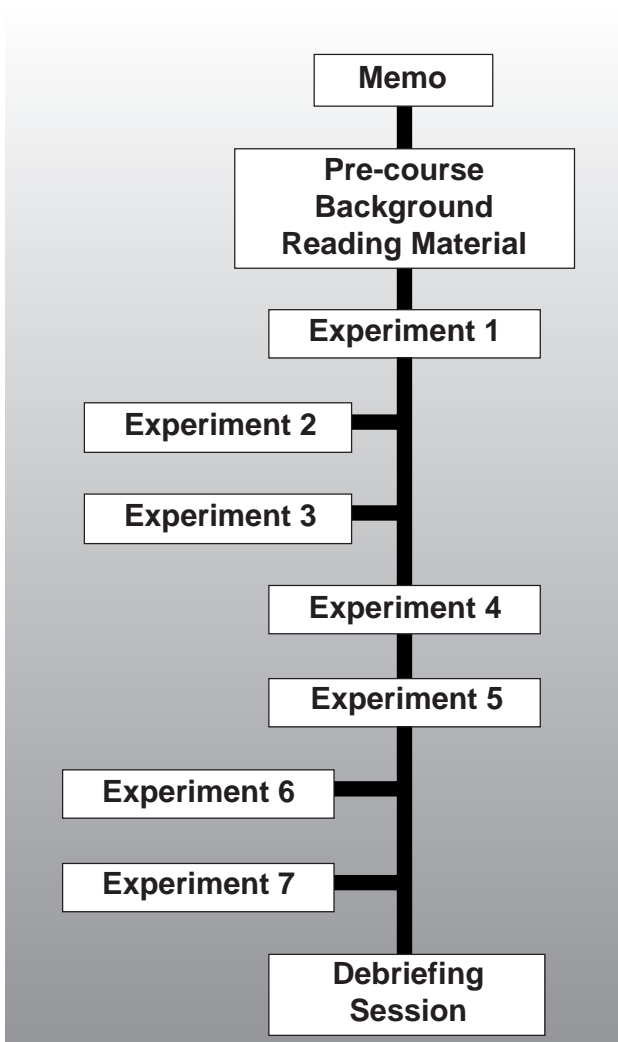 Memo
Pre-course
Background
Reading Material
Experiment 1
Experiment 2
Experiment 3
Experiment 4
Experiment 5
Experiment 6
Experiment 7
Debriefing
Session